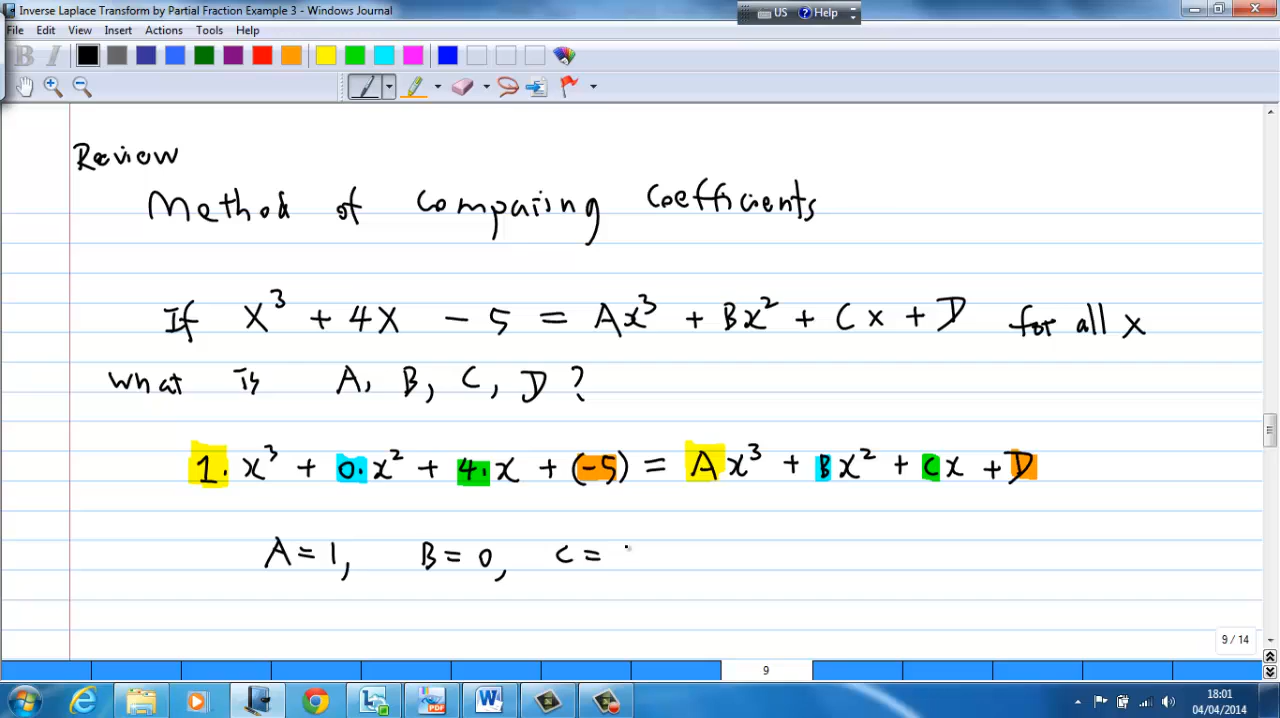 Inverse Laplace Transform by Partial Fraction Example 3 - Windows Journal
US Help
File Edit View Insert Actions Tools Help
B I
Review
Method of comparing coefficients
If x³ + 4x - 5 = Ax³ + Bx² + Cx + D for all x
What is A, B, C, D ?
1· x³ + 0· x² + 4· x + (-5) = Ax³ + Bx² + Cx + D
A = 1, B = 0, C =
9 / 14
9
18:01
04/04/2014